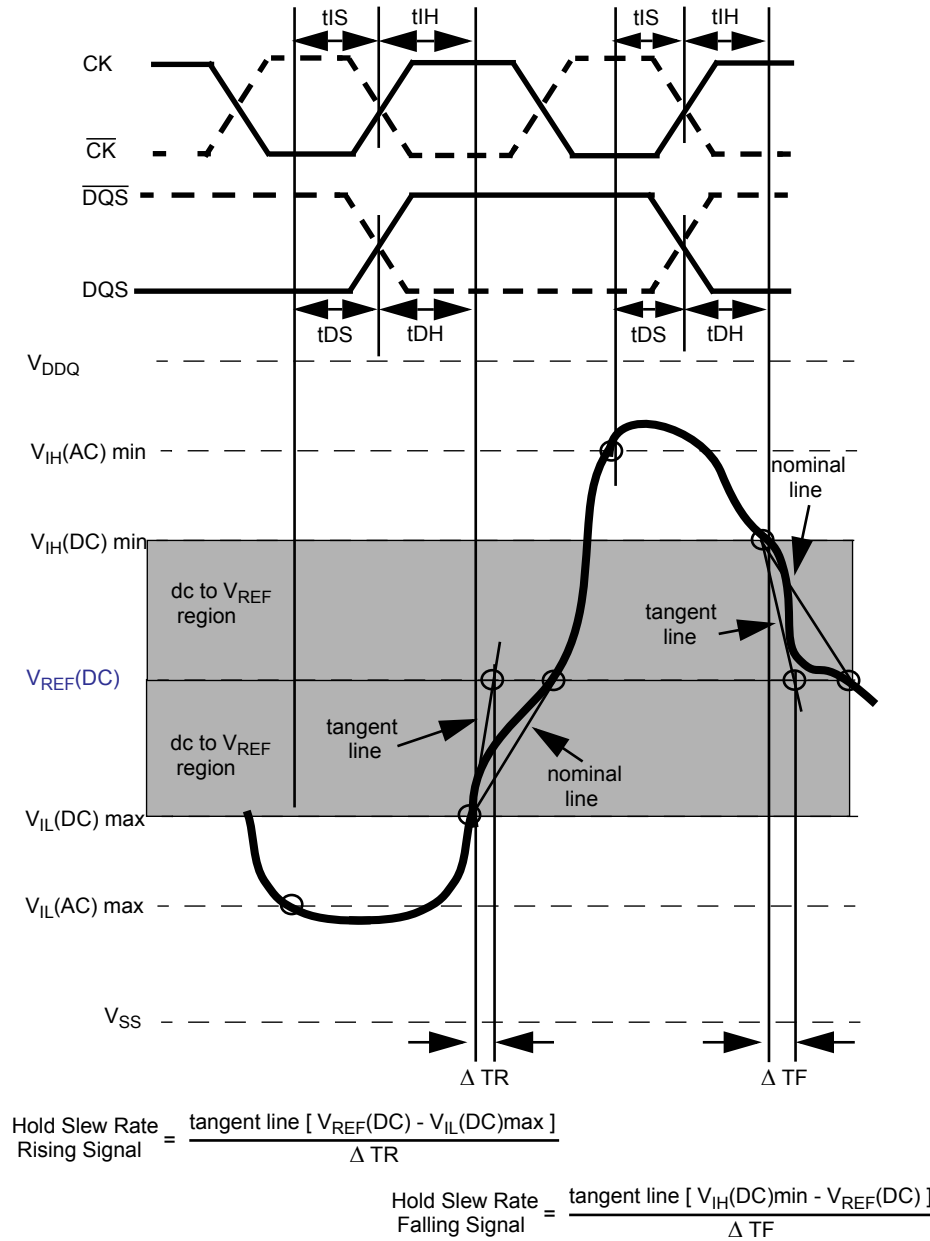 tIS tIH tIS tIH
CK
C̅K̅
D̅Q̅S̅
DQS
tDS tDH tDS tDH
VDDQ
VIH(AC) min
nominal
line
VIH(DC) min
dc to VREF
region
tangent
line
VREF(DC)
tangent
line
dc to VREF
region
nominal
line
VIL(DC) max
VIL(AC) max
VSS
Δ TR Δ TF
Hold Slew Rate
Rising Signal = tangent line [ VREF(DC) - VIL(DC)max ]
Δ TR
Hold Slew Rate
Falling Signal = tangent line [ VIH(DC)min - VREF(DC) ]
Δ TF